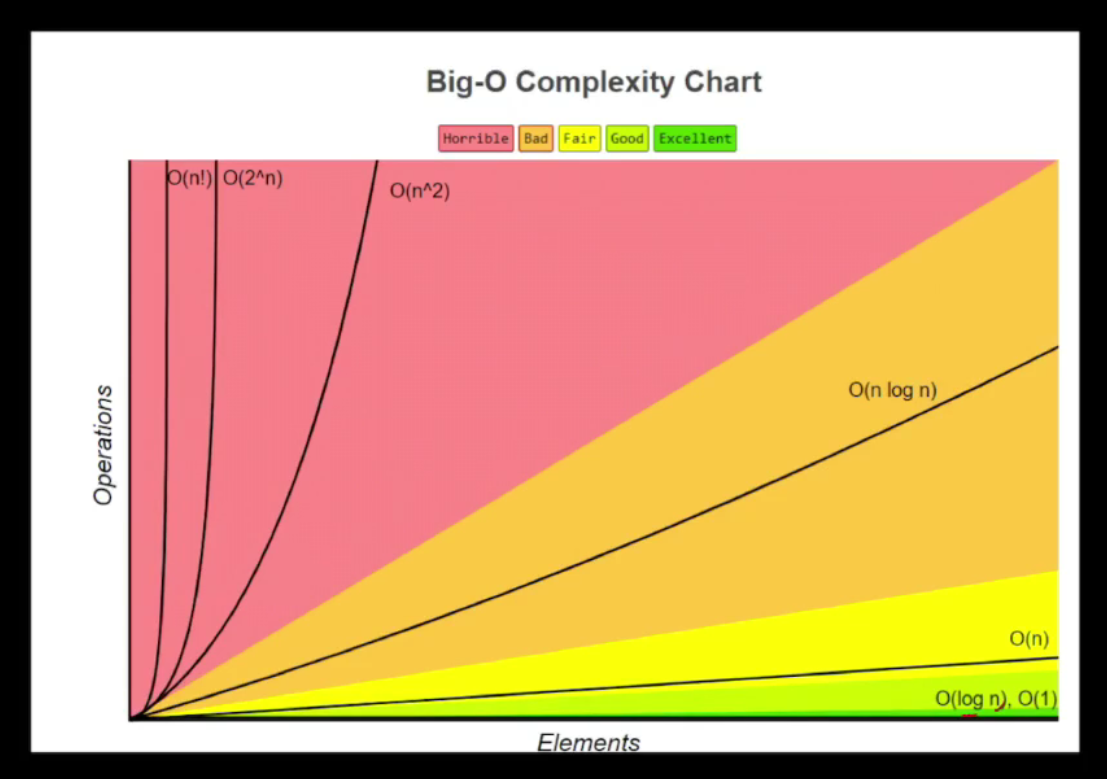 Big-O Complexity Chart
Horrible Bad Fair Good Excellent
O(n!) O(2^n) O(n^2)
O(n log n)
O(n)
O(log n), O(1)
Operations
Elements